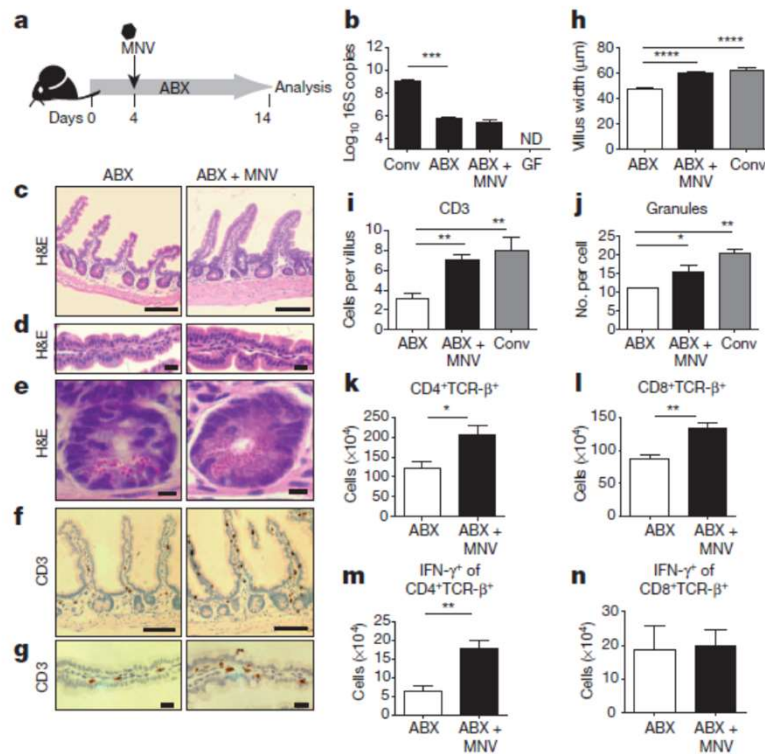 a
MNV
ABX
Analysis
Days 0 4 14
b
Log10 16S copies
12
10
8
6
4
***
ND
Conv ABX ABX + MNV GF
h
Villus width (μm)
80
60
40
20
0
****
****
ABX ABX + MNV Conv
c
ABX ABX + MNV
H&E
d
H&E
e
H&E
f
CD3
g
CD3
i
CD3
Cells per villus
10
8
6
4
2
0
**
**
ABX ABX + MNV Conv
j
Granules
No. per cell
25
20
15
10
5
0
**
*
ABX ABX + MNV Conv
k
CD4+TCR-β+
Cells (×10⁴)
250
200
150
100
50
0
*
ABX ABX + MNV
l
CD8+TCR-β+
Cells (×10⁴)
150
100
50
0
**
ABX ABX + MNV
m
IFN-γ+ of
CD4+TCR-β+
Cells (×10⁴)
25
20
15
10
5
0
**
ABX ABX + MNV
n
IFN-γ+ of
CD8+TCR-β+
Cells (×10⁴)
30
20
10
0
ABX ABX + MNV